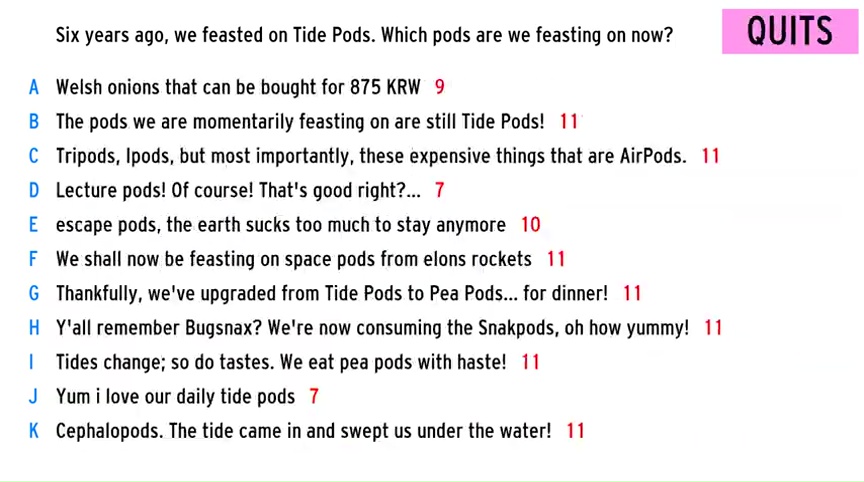 Six years ago, we feasted on Tide Pods. Which pods are we feasting on now?
QUITS
A Welsh onions that can be bought for 875 KRW 9
B The pods we are momentarily feasting on are still Tide Pods! 11
C Tripods, Ipods, but most importantly, these expensive things that are AirPods. 11
D Lecture pods! Of course! That's good right?... 7
E escape pods, the earth sucks too much to stay anymore 10
F We shall now be feasting on space pods from elons rockets 11
G Thankfully, we've upgraded from Tide Pods to Pea Pods... for dinner! 11
H Y'all remember Bugsnax? We're now consuming the Snakpods, oh how yummy! 11
I Tides change; so do tastes. We eat pea pods with haste! 11
J Yum i love our daily tide pods 7
K Cephalopods. The tide came in and swept us under the water! 11